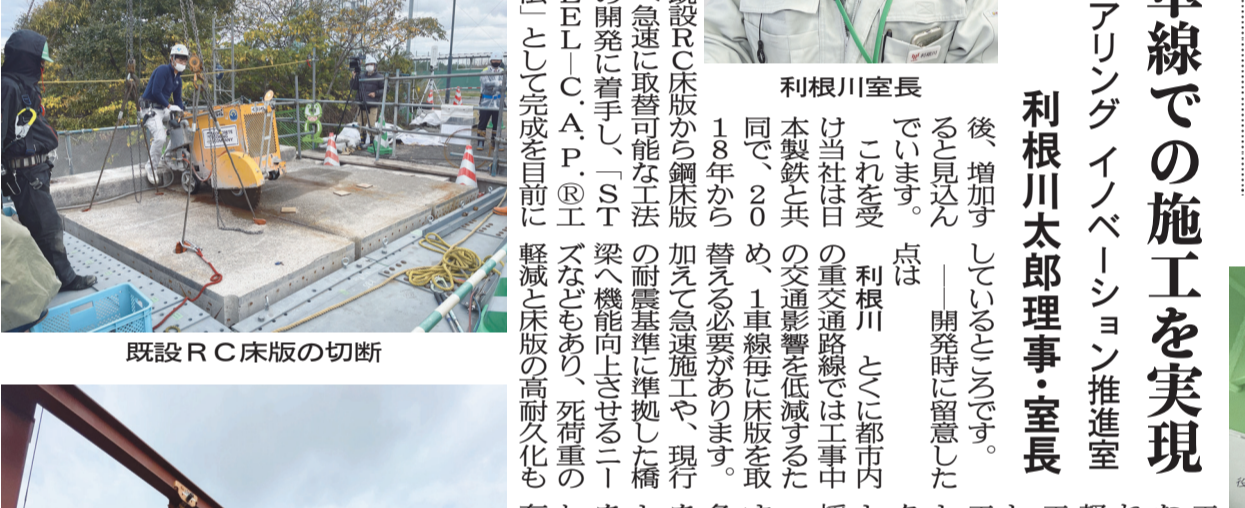 車線での施工を実現
アリング イノベーション推進室
利根川太郎理事・室長
利根川室長
後、増加す
ると見込ん
でいます。
　これを受
け当社は日
本製鉄と共
同で、２０
１８年から
既設ＲＣ床版から鋼床版
急速に取替可能な工法
の開発に着手し、「ＳＴ
ＥＥＬ―Ｃ.Ａ.Ｐ.®工
法」として完成を目前に
しているところです。
――開発時に留意した
点は
利根川　とくに都市内
の重交通路線では工事中
の交通影響を低減するた
め、１車線毎に床版を取
替える必要があります。
加えて急速施工や、現行
の耐震基準に準拠した橋
梁へ機能向上させるニー
ズなどもあり、死荷重の
軽減と床版の高耐久化も
既設ＲＣ床版の切断